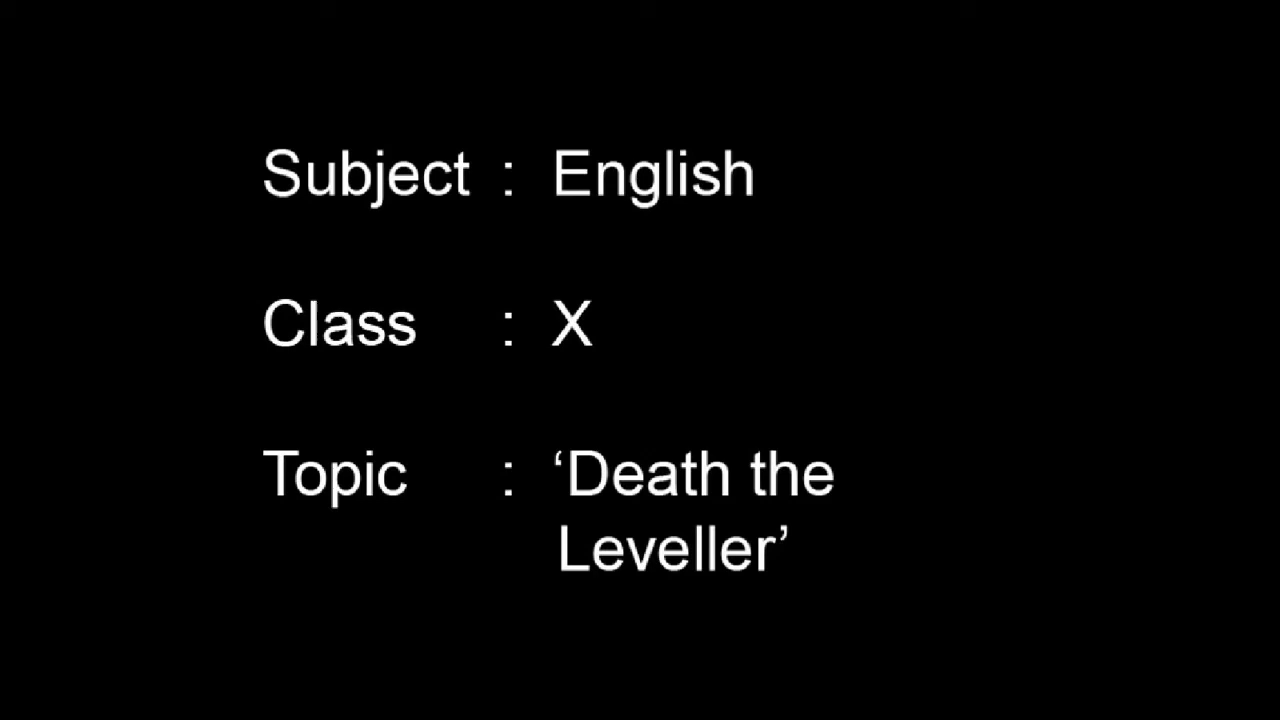 Subject : English
Class : X
Topic : ‘Death the
Leveller’